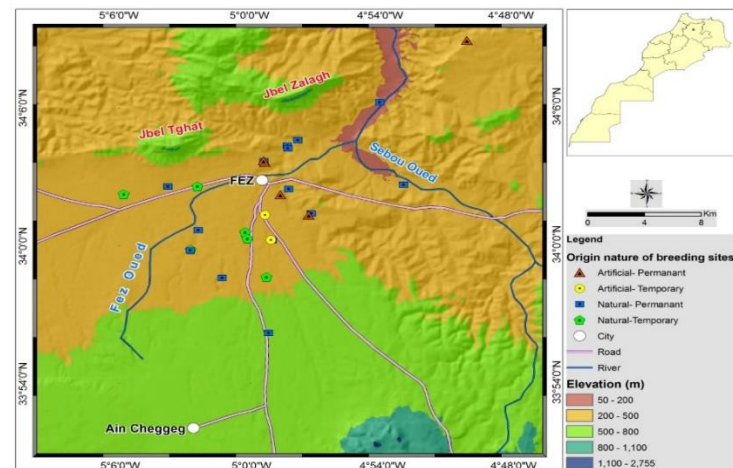 5°6'0"W 5°0'0"W 4°54'0"W 4°48'0"W
34°6'0"N
34°0'0"N
33°54'0"N
34°6'0"N
34°0'0"N
33°54'0"N
Jbel Zalagh
Jbel Tghat
Sebou Oued
FEZ
Fez Oued
Ain Cheggeg
5°6'0"W 5°0'0"W 4°54'0"W 4°48'0"W
Km
0 4 8
Legend
Origin nature of breeding sites
Artificial- Permanant
Artificial- Temporary
Natural- Permanant
Natural-Temporary
City
Road
River
Elevation (m)
50 - 200
200 - 500
500 - 800
800 - 1,100
1,100 - 2,755